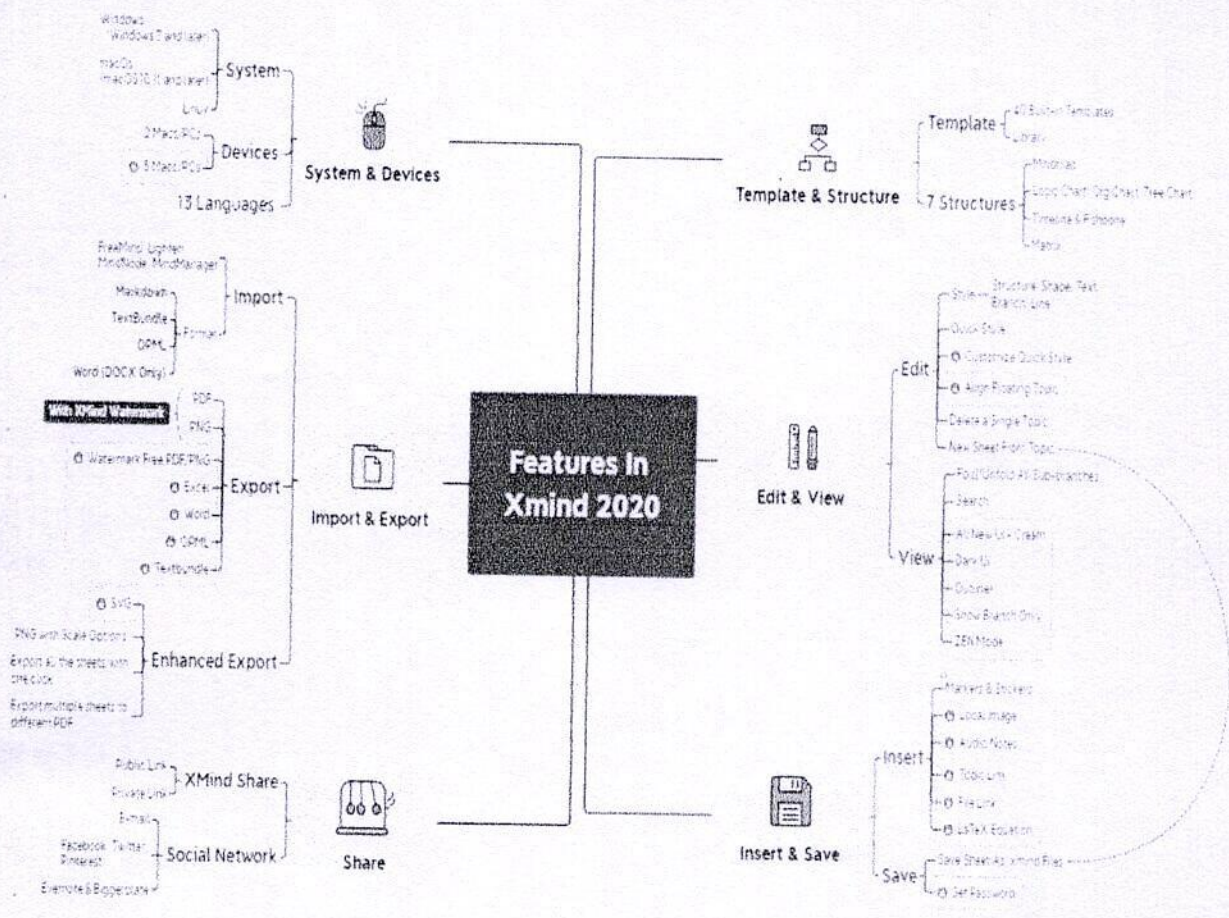 Features in
Xmind 2020
System & Devices
System
Windows
Windows 7 and later
macOS
Linux
Devices
2 Macs/PCs
5 Macs/PCs
13 Languages
Import & Export
Import
FreeMind Lighten
MindNode MindManager
Format
Markdown
TextBundle
OPML
Word (DOCX Only)
Export
With XMind Watermark
PDF
PNG
Watermark Free PDF/PNG
Excel
Word
OPML
Textbundle
Enhanced Export
SVG
PNG with Scale Options
Export all the sheets with
one click
Export multiple sheets to
different PDF
Share
XMind Share
Public Link
Private Link
Social Network
E-mail
Facebook Twitter
Pinterest
Evernote & Biggerplate
Template & Structure
Template
40 Built-in Templates
Library
7 Structures
Mindmap
Logic Chart Org Chart Tree Chart
Timeline & Fishbone
Matrix
Edit & View
Edit
Style
Structure Shape Text
Branch Line
Quick Style
Customize Quick Style
Align Floating Topic
Delete a Single Topic
New Sheet From Topic
View
Fold/Unfold All Sub-branches
Search
All New UI
Dark UI
Outliner
Show Branch Only
ZEN Mode
Insert & Save
Insert
Markers & Stickers
Local Image
Audio Notes
Topic Link
File Link
LaTeX Equation
Save
Save Sheet As .xmind Files
Set Password